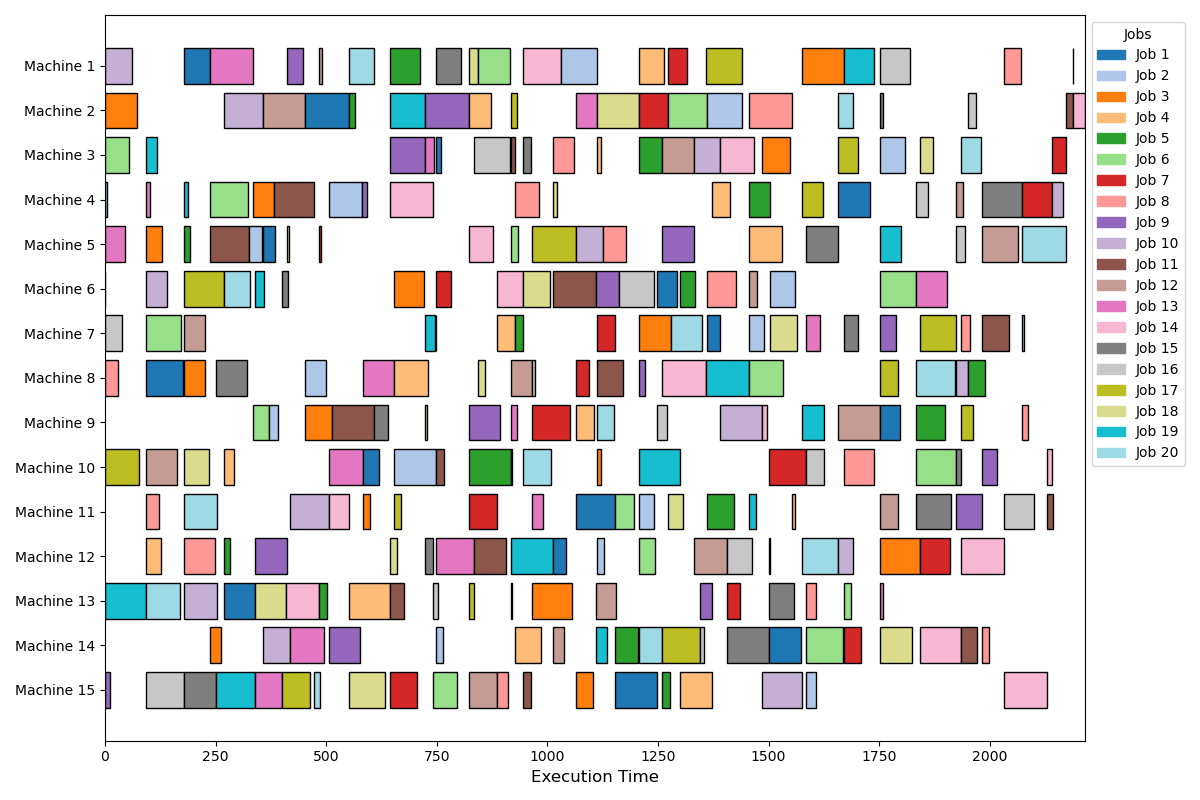 Machine 1
Machine 2
Machine 3
Machine 4
Machine 5
Machine 6
Machine 7
Machine 8
Machine 9
Machine 10
Machine 11
Machine 12
Machine 13
Machine 14
Machine 15
0 250 500 750 1000 1250 1500 1750 2000
Execution Time
Jobs
Job 1
Job 2
Job 3
Job 4
Job 5
Job 6
Job 7
Job 8
Job 9
Job 10
Job 11
Job 12
Job 13
Job 14
Job 15
Job 16
Job 17
Job 18
Job 19
Job 20